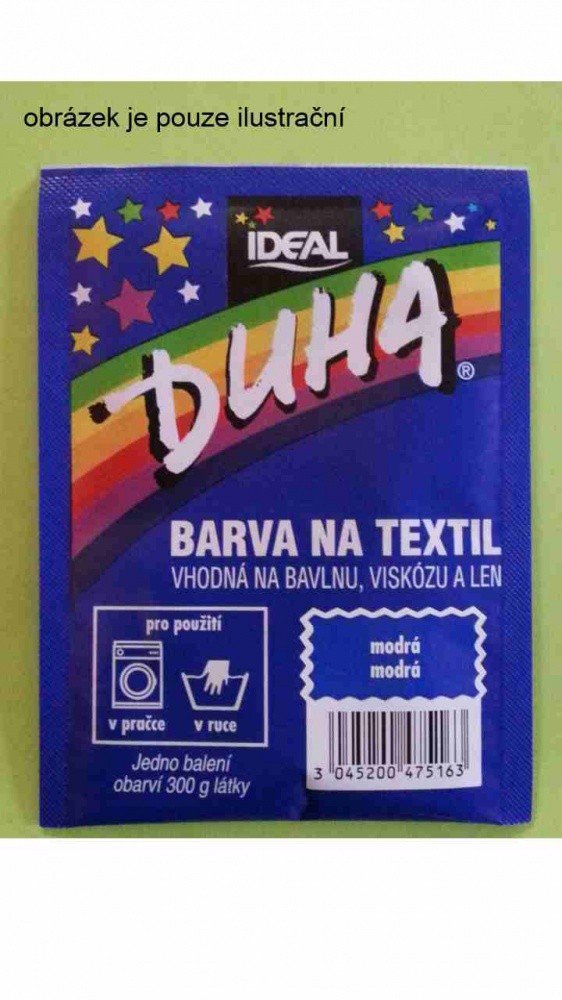 obrázek je pouze ilustrační
IDEAL
DUHA®
BARVA NA TEXTIL
VHODNÁ NA BAVLNU, VISKÓZU A LEN
pro použití
v pračce v ruce
modrá
modrá
Jedno balení
obarví 300 g látky
3 045200 475163